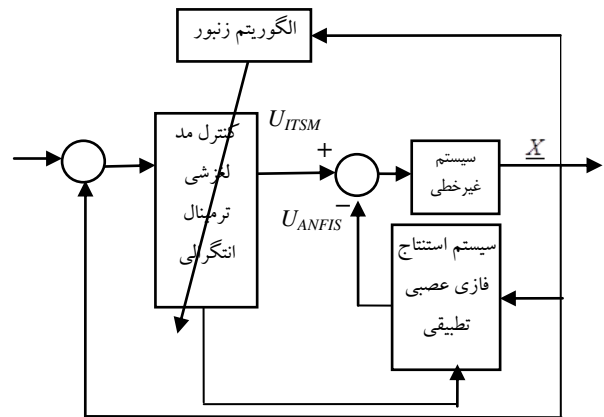 الگوریتم زنبور
U_ITSM
کنترل مد
لغزشی
ترمینال
انتگرالی
+
سیستم
غیرخطی
X
−
U_ANFIS
سیستم استنتاج
فازی عصبی
تطبیقی